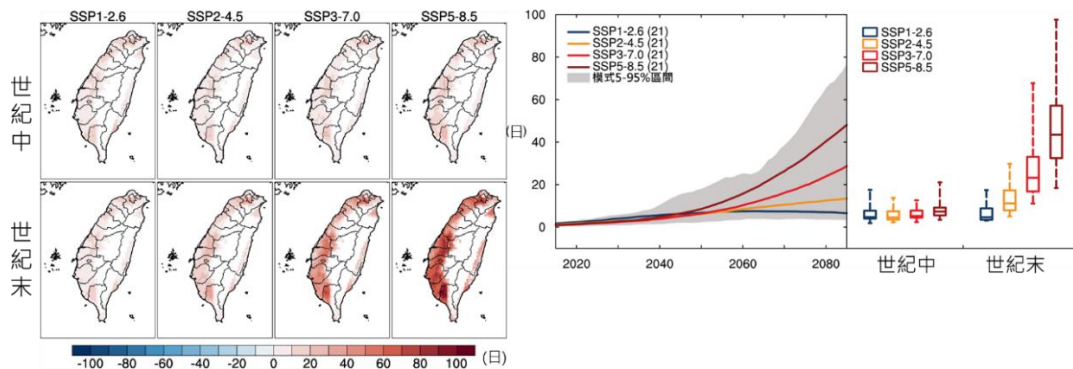 SSP1-2.6 SSP2-4.5 SSP3-7.0 SSP5-8.5
世紀中
世紀末
-100 -80 -60 -40 -20 0 20 40 60 80 100 (日)
100
80
60
40
20
0
(日)
SSP1-2.6 (21)
SSP2-4.5 (21)
SSP3-7.0 (21)
SSP5-8.5 (21)
模式5-95%區間
2020 2040 2060 2080
SSP1-2.6
SSP2-4.5
SSP3-7.0
SSP5-8.5
世紀中 世紀末